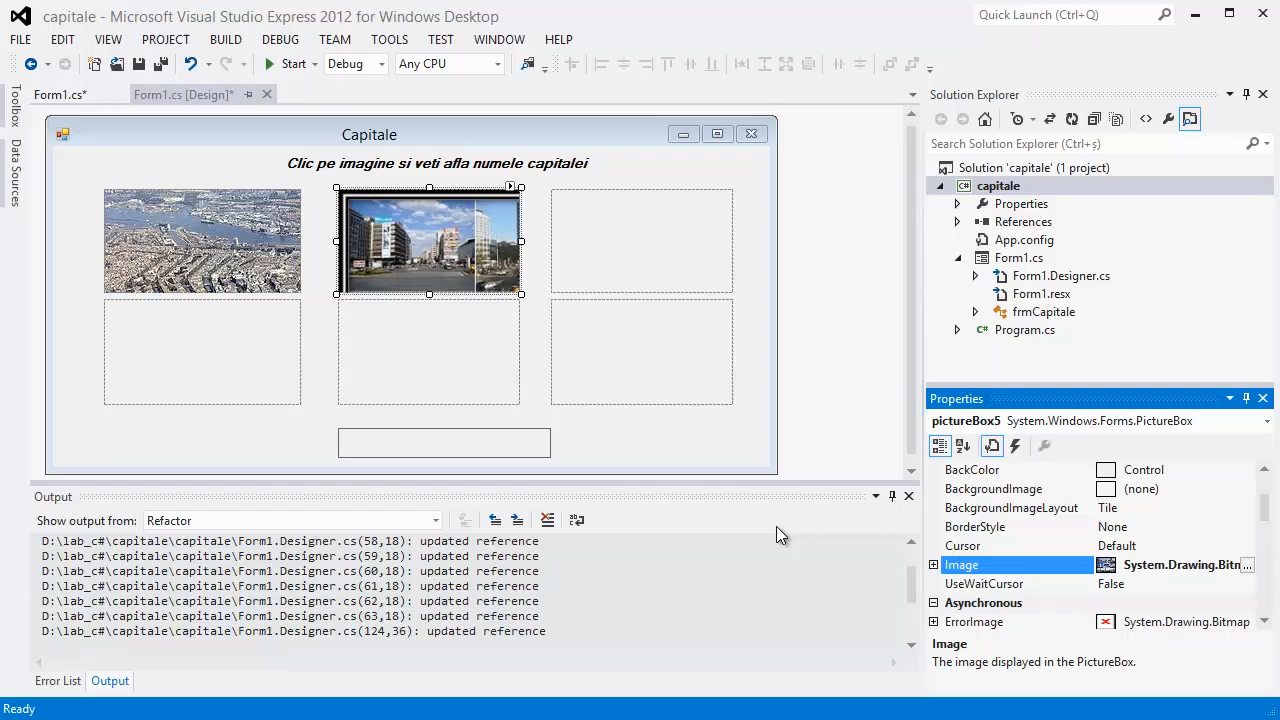 capitale - Microsoft Visual Studio Express 2012 for Windows Desktop
Quick Launch (Ctrl+Q)
FILE EDIT VIEW PROJECT BUILD DEBUG TEAM TOOLS TEST WINDOW HELP
Start Debug Any CPU
Toolbox
Data Sources
Form1.cs* Form1.cs [Design]*
Capitale
Clic pe imagine si veti afla numele capitalei
Solution Explorer
Search Solution Explorer (Ctrl+ş)
Solution 'capitale' (1 project)
capitale
Properties
References
App.config
Form1.cs
Form1.Designer.cs
Form1.resx
frmCapitale
Program.cs
Properties
pictureBox5 System.Windows.Forms.PictureBox
BackColor Control
BackgroundImage (none)
BackgroundImageLayout Tile
BorderStyle None
Cursor Default
Image System.Drawing.Bitn ...
UseWaitCursor False
Asynchronous
ErrorImage System.Drawing.Bitmap
Image
The image displayed in the PictureBox.
Output
Show output from: Refactor
D:\lab_c#\capitale\capitale\Form1.Designer.cs(58,18): updated reference
D:\lab_c#\capitale\capitale\Form1.Designer.cs(59,18): updated reference
D:\lab_c#\capitale\capitale\Form1.Designer.cs(60,18): updated reference
D:\lab_c#\capitale\capitale\Form1.Designer.cs(61,18): updated reference
D:\lab_c#\capitale\capitale\Form1.Designer.cs(62,18): updated reference
D:\lab_c#\capitale\capitale\Form1.Designer.cs(63,18): updated reference
D:\lab_c#\capitale\capitale\Form1.Designer.cs(124,36): updated reference
Error List Output
Ready